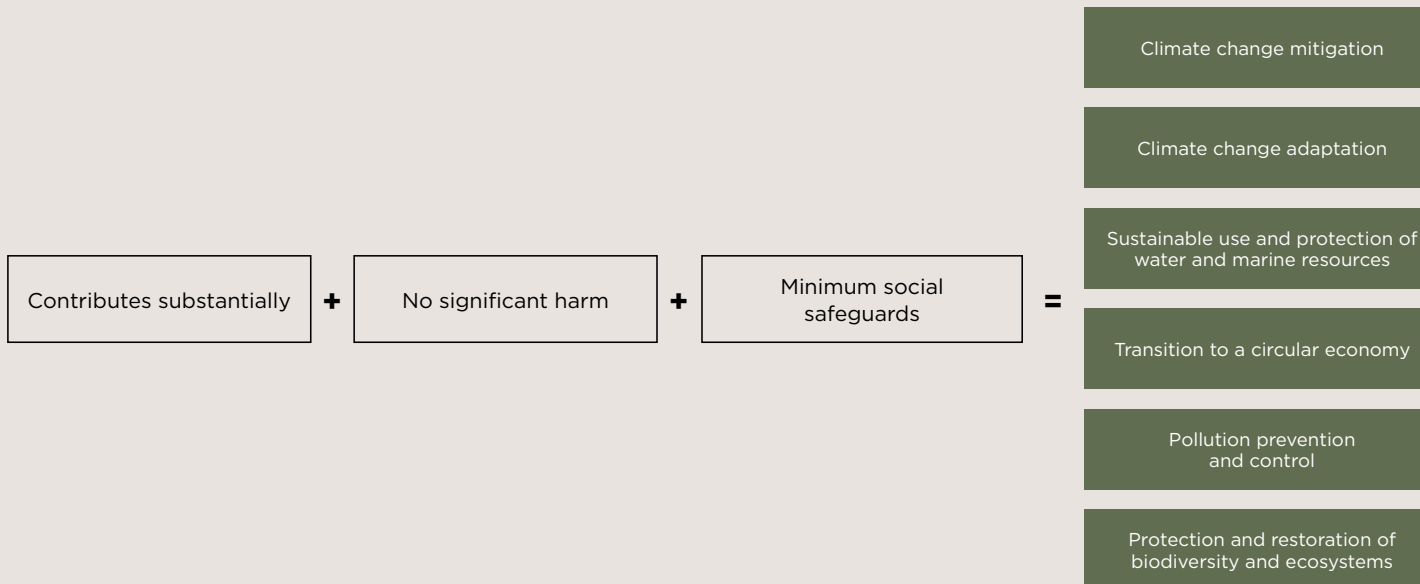 Climate change mitigation
Climate change adaptation
Sustainable use and protection of
water and marine resources
Contributes substantially + No significant harm + Minimum social
safeguards =
Transition to a circular economy
Pollution prevention
and control
Protection and restoration of
biodiversity and ecosystems